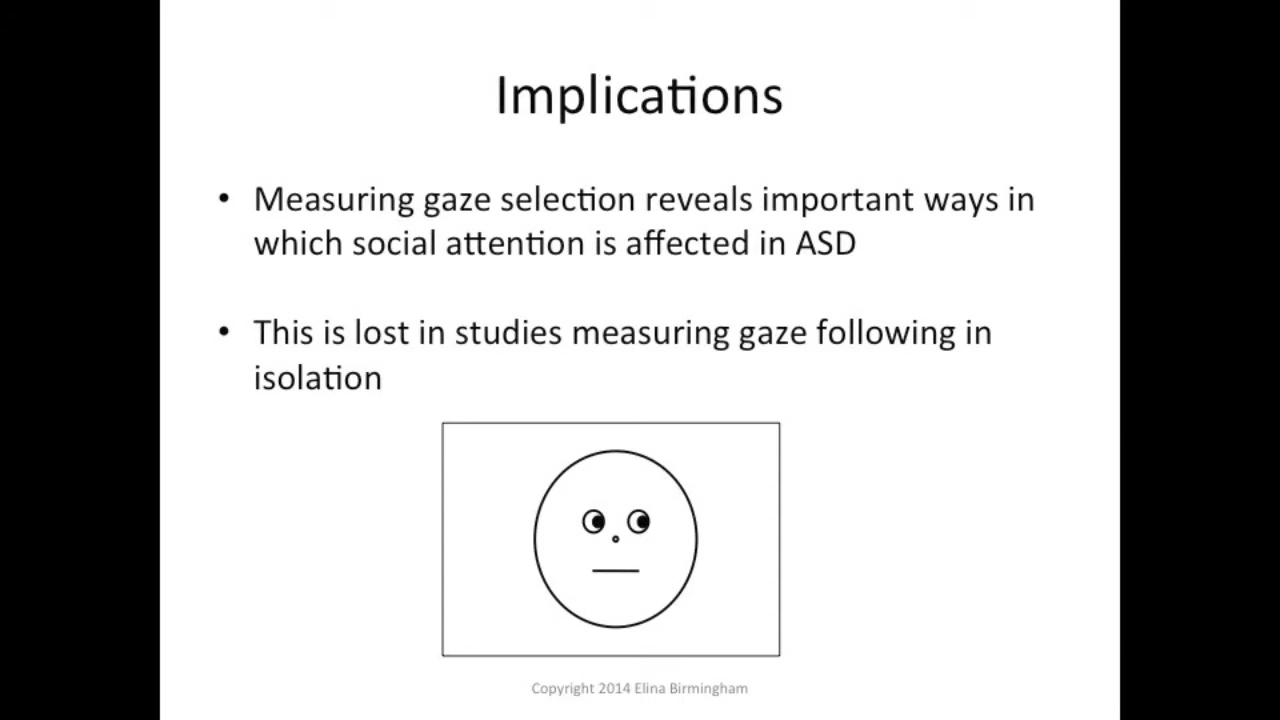 Implications
• Measuring gaze selection reveals important ways in
which social attention is affected in ASD
• This is lost in studies measuring gaze following in
isolation
Copyright 2014 Elina Birmingham